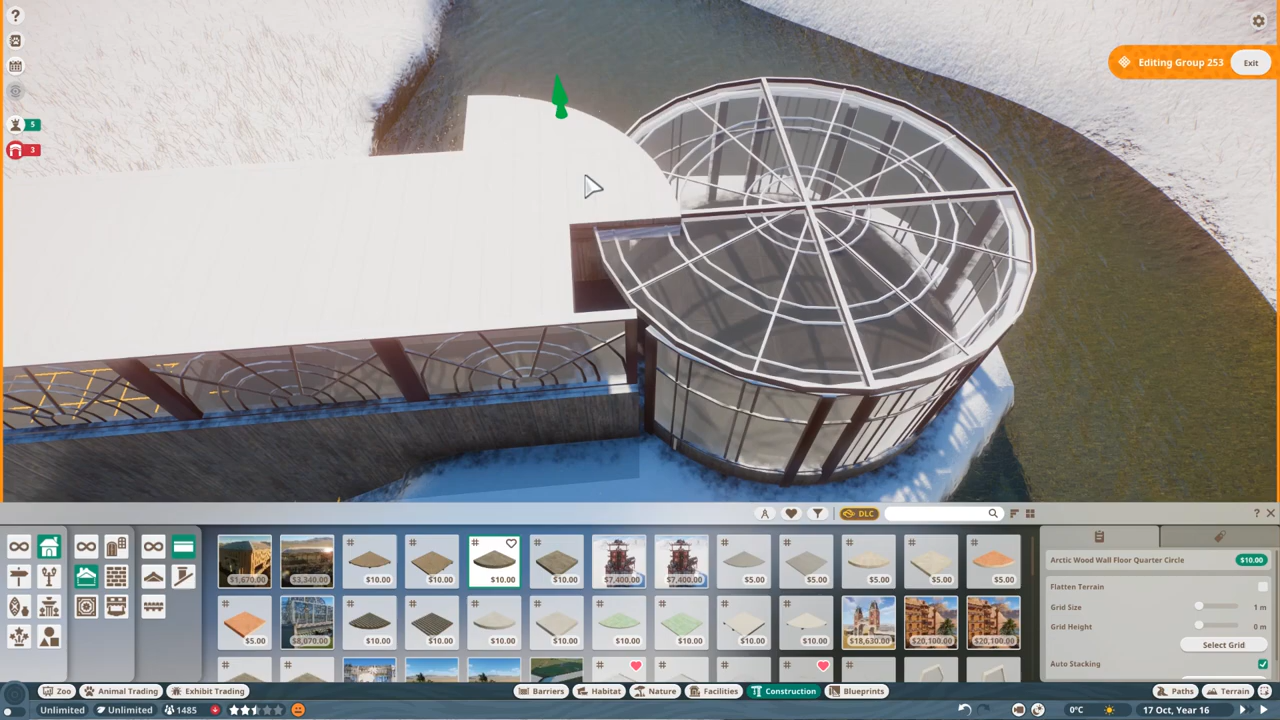 ?
Editing Group 253
Exit
5
3
DLC
?
$1,670.00
$3,340.00
$10.00
$10.00
$10.00
$10.00
$7,400.00
$7,400.00
$5.00
$5.00
$5.00
$5.00
$5.00
$5.00
$8,070.00
$10.00
$10.00
$10.00
$10.00
$10.00
$10.00
$10.00
$10.00
$18,630.00
$20,100.00
$20,100.00
Arctic Wood Wall Floor Quarter Circle
$10.00
Flatten Terrain
Grid Size
1 m
Grid Height
0 m
Select Grid
Auto Stacking
Zoo
Animal Trading
Exhibit Trading
Barriers
Habitat
Nature
Facilities
Construction
Blueprints
Paths
Terrain
Unlimited
Unlimited
1485
0°C
17 Oct, Year 16